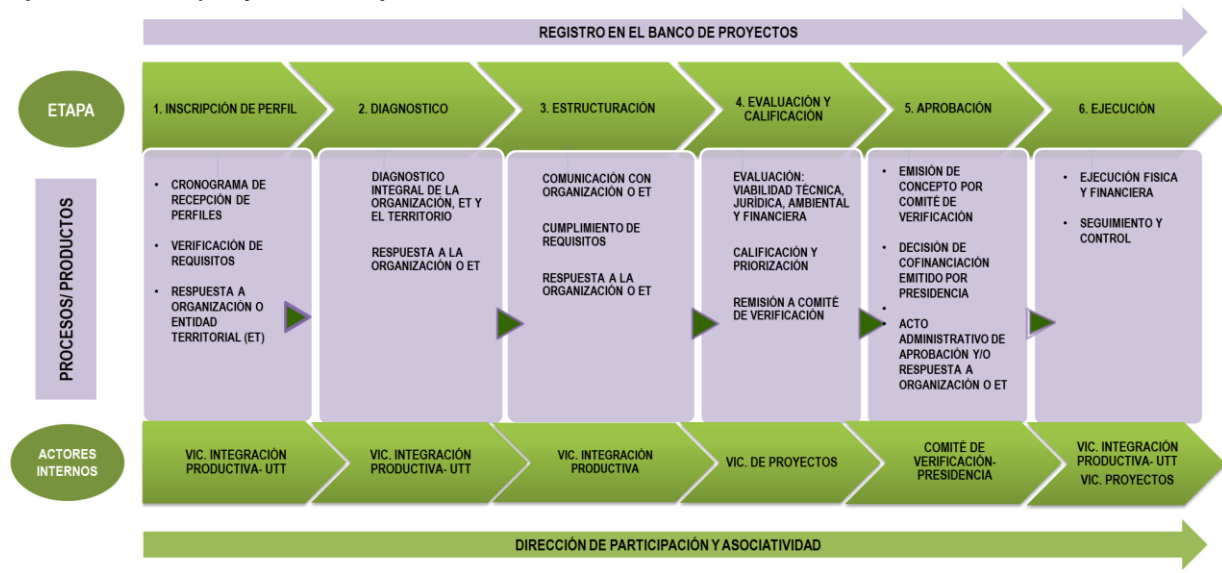 REGISTRO EN EL BANCO DE PROYECTOS
ETAPA
1. INSCRIPCIÓN DE PERFIL
2. DIAGNOSTICO
3. ESTRUCTURACIÓN
4. EVALUACIÓN Y
CALIFICACIÓN
5. APROBACIÓN
6. EJECUCIÓN
PROCESOS/ PRODUCTOS
• CRONOGRAMA DE
RECEPCIÓN DE
PERFILES
• VERIFICACIÓN DE
REQUISITOS
• RESPUESTA A
ORGANIZACIÓN O
ENTIDAD
TERRITORIAL (ET)
DIAGNOSTICO
INTEGRAL DE LA
ORGANIZACIÓN, ET Y
EL TERRITORIO
RESPUESTA A LA
ORGANIZACIÓN O ET
COMUNICACIÓN CON
ORGANIZACIÓN O ET
CUMPLIMIENTO DE
REQUISITOS
RESPUESTA A LA
ORGANIZACIÓN O ET
EVALUACIÓN:
VIABILIDAD TÉCNICA,
JURÍDICA, AMBIENTAL
Y FINANCIERA
CALIFICACIÓN Y
PRIORIZACIÓN
REMISIÓN A COMITÉ
DE VERIFICACIÓN
• EMISIÓN DE
CONCEPTO POR
COMITÉ DE
VERIFICACIÓN
• DECISIÓN DE
COFINANCIACIÓN
EMITIDO POR
PRESIDENCIA
•
• ACTO
ADMINISTRATIVO DE
APROBACIÓN Y/O
RESPUESTA A
ORGANIZACIÓN O ET
• EJECUCIÓN FISICA
Y FINANCIERA
• SEGUIMIENTO Y
CONTROL
ACTORES
INTERNOS
VIC. INTEGRACIÓN
PRODUCTIVA- UTT
VIC. INTEGRACIÓN
PRODUCTIVA- UTT
VIC. INTEGRACIÓN
PRODUCTIVA
VIC. DE PROYECTOS
COMITÉ DE
VERIFICACIÓN-
PRESIDENCIA
VIC. INTEGRACIÓN
PRODUCTIVA- UTT
VIC. PROYECTOS
DIRECCIÓN DE PARTICIPACIÓN Y ASOCIATIVIDAD